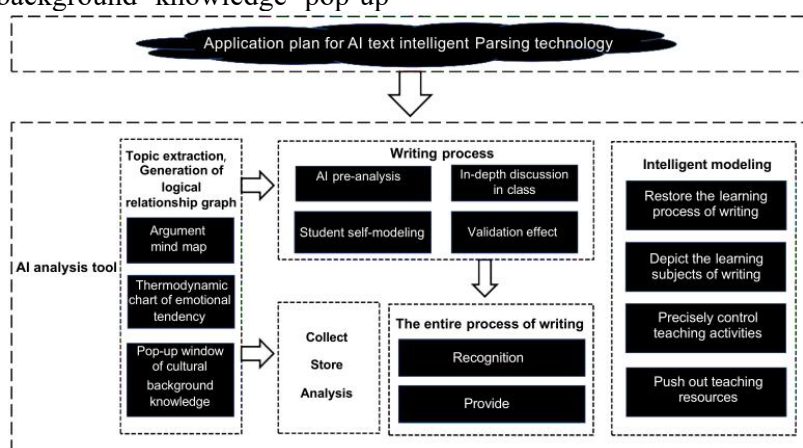 background knowledge pop-up
Application plan for AI text intelligent Parsing technology
AI analysis tool
Topic extraction,
Generation of
logical
relationship graph
Argument
mind map
Thermodynamic
chart of emotional
tendency
Pop-up window
of cultural
background
knowledge
Writing process
AI pre-analysis
In-depth discussion
in class
Student self-modeling
Validation effect
Collect
Store
Analysis
The entire process of writing
Recognition
Provide
Intelligent modeling
Restore the learning
process of writing
Depict the learning
subjects of writing
Precisely control
teaching activities
Push out teaching
resources